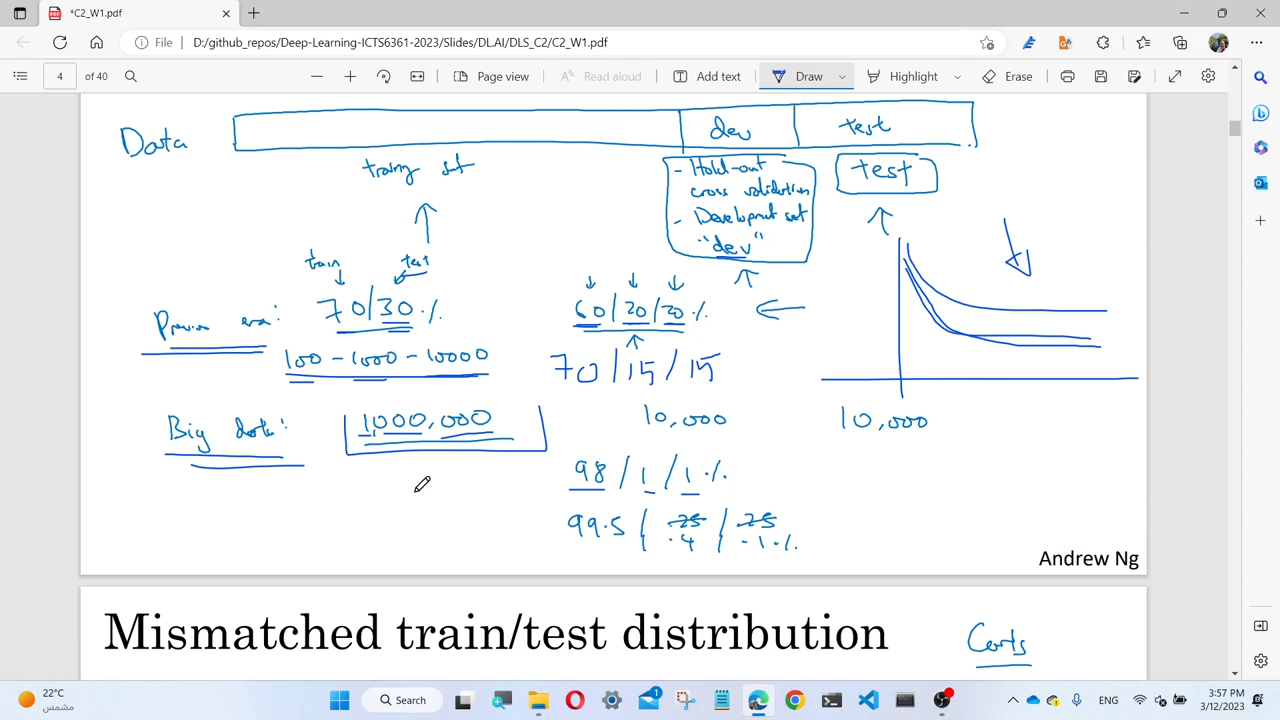 *C2_W1.pdf
File D:/github_repos/Deep-Learning-ICTS6361-2023/Slides/DL.AI/DLS_C2/C2_W1.pdf
4 of 40 Page view Read aloud Add text Draw Highlight Erase
Data dev test
training set
- Hold-out
cross validation
- Development set
"dev"
test
train test
Previous era: 70/30 % 60/20/20 %
100 - 1000 - 10000 70/15/15
Big data: 1000,000 10,000 10,000
98/1/1 %
99.5 / .25 / .25
.4 .1 %
Andrew Ng
Mismatched train/test distribution
Certs
22°C
مشمس
Search
ENG
3:57 PM
3/12/2023